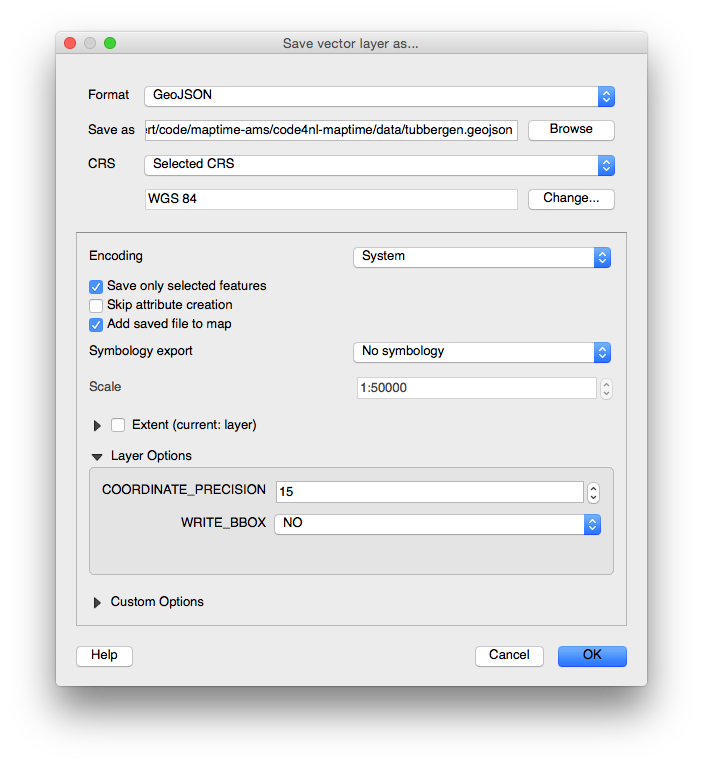 Save vector layer as...
Format GeoJSON
Save as ert/code/maptime-ams/code4nl-maptime/data/tubbergen.geojson Browse
CRS Selected CRS
WGS 84 Change...
Encoding System
Save only selected features
Skip attribute creation
Add saved file to map
Symbology export No symbology
Scale 1:50000
Extent (current: layer)
Layer Options
COORDINATE_PRECISION 15
WRITE_BBOX NO
Custom Options
Help Cancel OK